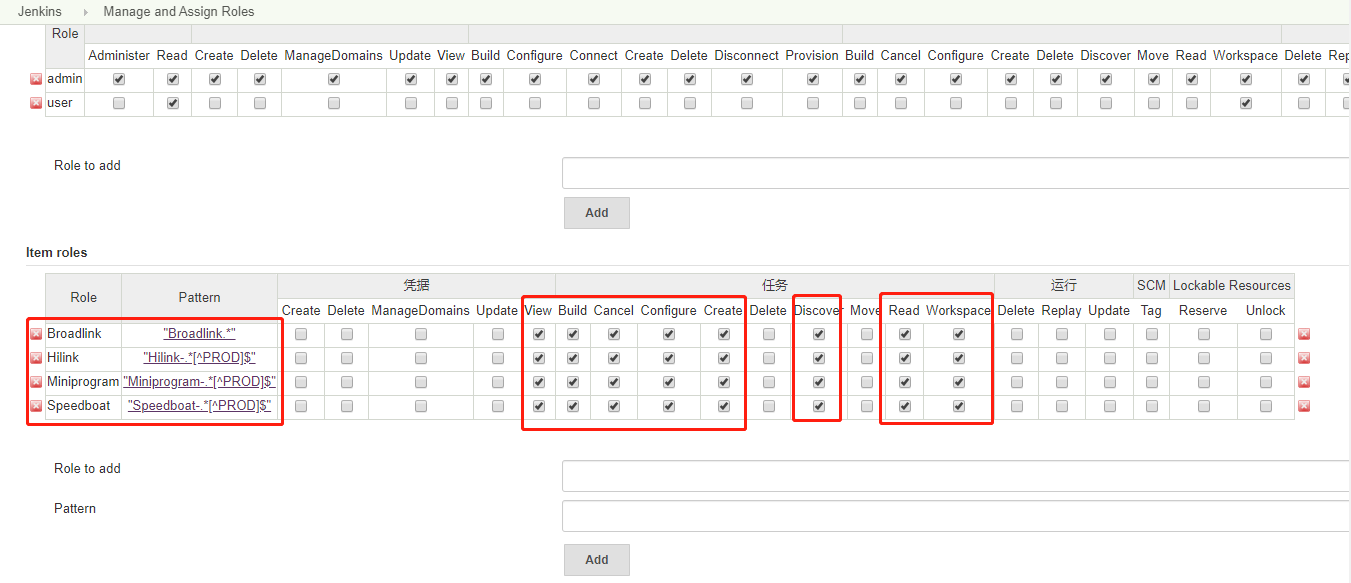 Jenkins Manage and Assign Roles
Role
Administer Read Create Delete ManageDomains Update View Build Configure Connect Create Delete Disconnect Provision Build Cancel Configure Create Delete Discover Move Read Workspace Delete Rep
admin
user
Role to add
Add
Item roles
Role Pattern 凭据 任务 运行 SCM Lockable Resources
Create Delete ManageDomains Update View Build Cancel Configure Create Delete Discover Move Read Workspace Delete Replay Update Tag Reserve Unlock
Broadlink "Broadlink.*"
Hilink "Hilink-.*[^PROD]$"
Miniprogram "Miniprogram-.*[^PROD]$"
Speedboat "Speedboat-.*[^PROD]$"
Role to add
Pattern
Add